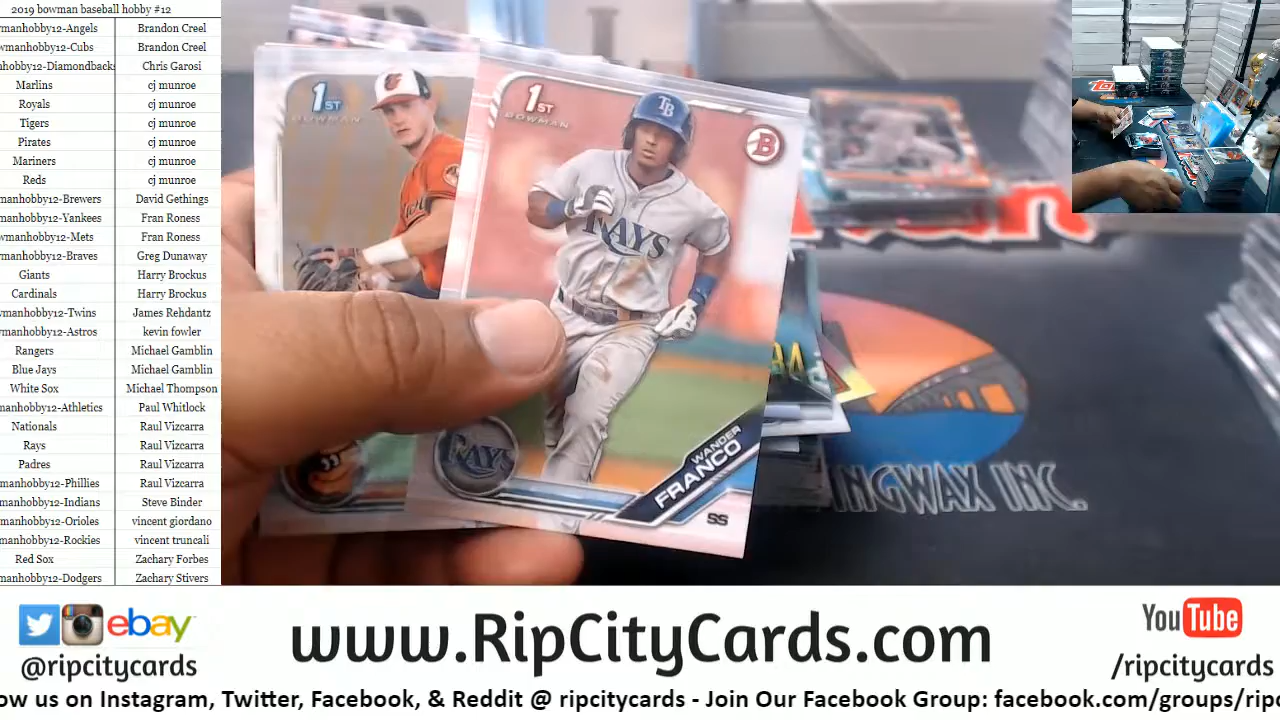 2019 bowman baseball hobby #12
wmanhobby12-Angels Brandon Creel
wmanhobby12-Cubs Brandon Creel
nhobby12-Diamondbacks Chris Garosi
Marlins cj munroe
Royals cj munroe
Tigers cj munroe
Pirates cj munroe
Mariners cj munroe
Reds cj munroe
manhobby12-Brewers David Gethings
wmanhobby12-Yankees Fran Roness
wmanhobby12-Mets Fran Roness
manhobby12-Braves Greg Dunaway
Giants Harry Brockus
Cardinals Harry Brockus
wmanhobby12-Twins James Rehdantz
wmanhobby12-Astros kevin fowler
Rangers Michael Gamblin
Blue Jays Michael Gamblin
White Sox Michael Thompson
manhobby12-Athletics Paul Whitlock
Nationals Raul Vizcarra
Rays Raul Vizcarra
Padres Raul Vizcarra
manhobby12-Phillies Raul Vizcarra
manhobby12-Indians Steve Binder
manhobby12-Orioles vincent giordano
manhobby12-Rockies vincent truncali
Red Sox Zachary Forbes
manhobby12-Dodgers Zachary Stivers
1ST
BOWMAN
1ST
BOWMAN
B
TB
RAYS
RAYS
WANDER
FRANCO
SS
INGWAX INC.
ebay
@ripcitycards
www.RipCityCards.com
YouTube
/ripcitycards
ow us on Instagram, Twitter, Facebook, & Reddit @ ripcitycards - Join Our Facebook Group: facebook.com/groups/ripc